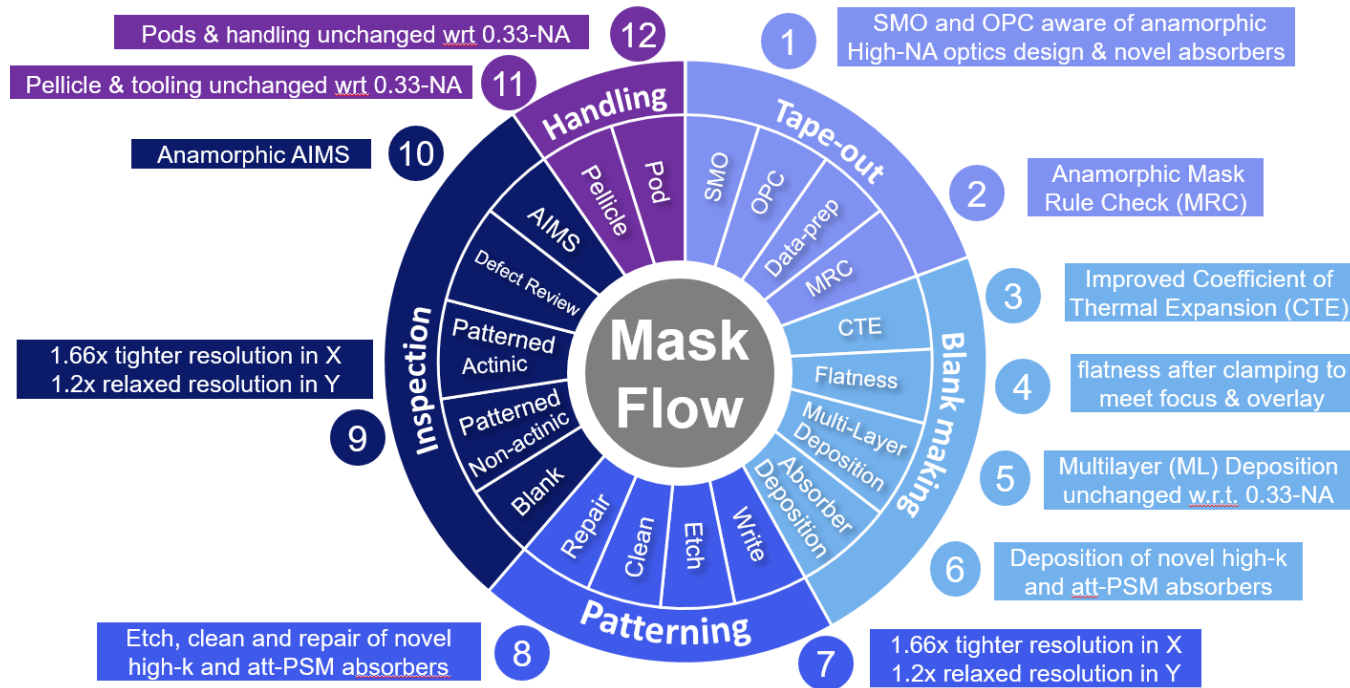 Pods & handling unchanged wrt 0.33-NA
12
1
SMO and OPC aware of anamorphic
High-NA optics design & novel absorbers
Pellicle & tooling unchanged wrt 0.33-NA
11
Anamorphic AIMS
10
2
Anamorphic Mask
Rule Check (MRC)
3
Improved Coefficient of
Thermal Expansion (CTE)
1.66x tighter resolution in X
1.2x relaxed resolution in Y
9
4
flatness after clamping to
meet focus & overlay
5
Multilayer (ML) Deposition
unchanged w.r.t. 0.33-NA
6
Deposition of novel high-k
and att-PSM absorbers
Etch, clean and repair of novel
high-k and att-PSM absorbers
8
7
1.66x tighter resolution in X
1.2x relaxed resolution in Y
Mask
Flow
Tape-out
SMO
OPC
Data-prep
MRC
Blank making
CTE
Flatness
Multi-Layer
Deposition
Absorber
Deposition
Patterning
Write
Etch
Clean
Repair
Inspection
Blank
Patterned
Non-actinic
Patterned
Actinic
Defect Review
AIMS
Handling
Pellicle
Pod